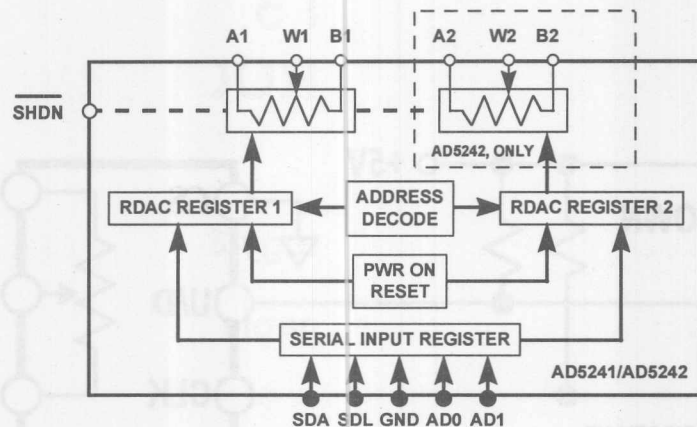 A1 W1 B1 A2 W2 B2
SHDN
AD5242, ONLY
RDAC REGISTER 1
ADDRESS
DECODE
RDAC REGISTER 2
PWR ON
RESET
SERIAL INPUT REGISTER
AD5241/AD5242
SDA SDL GND AD0 AD1